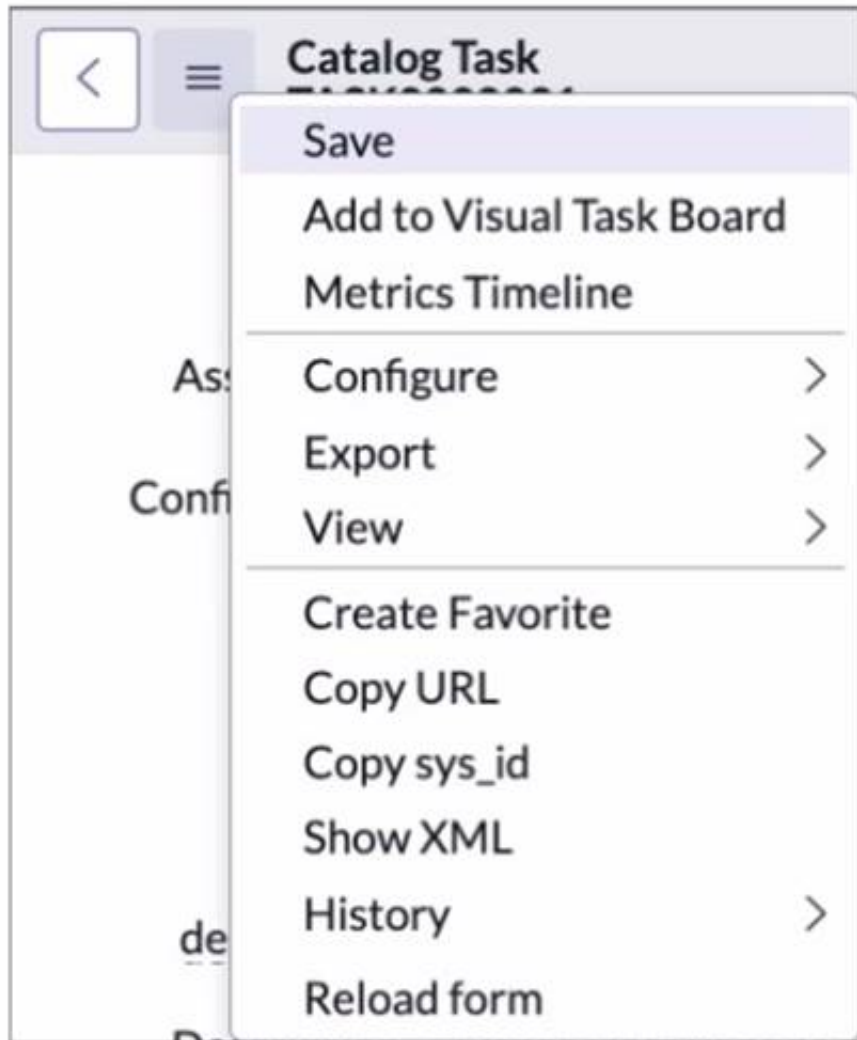 Catalog Task
Save
Add to Visual Task Board
Metrics Timeline
Configure
Export
View
Create Favorite
Copy URL
Copy sys_id
Show XML
History
Reload form